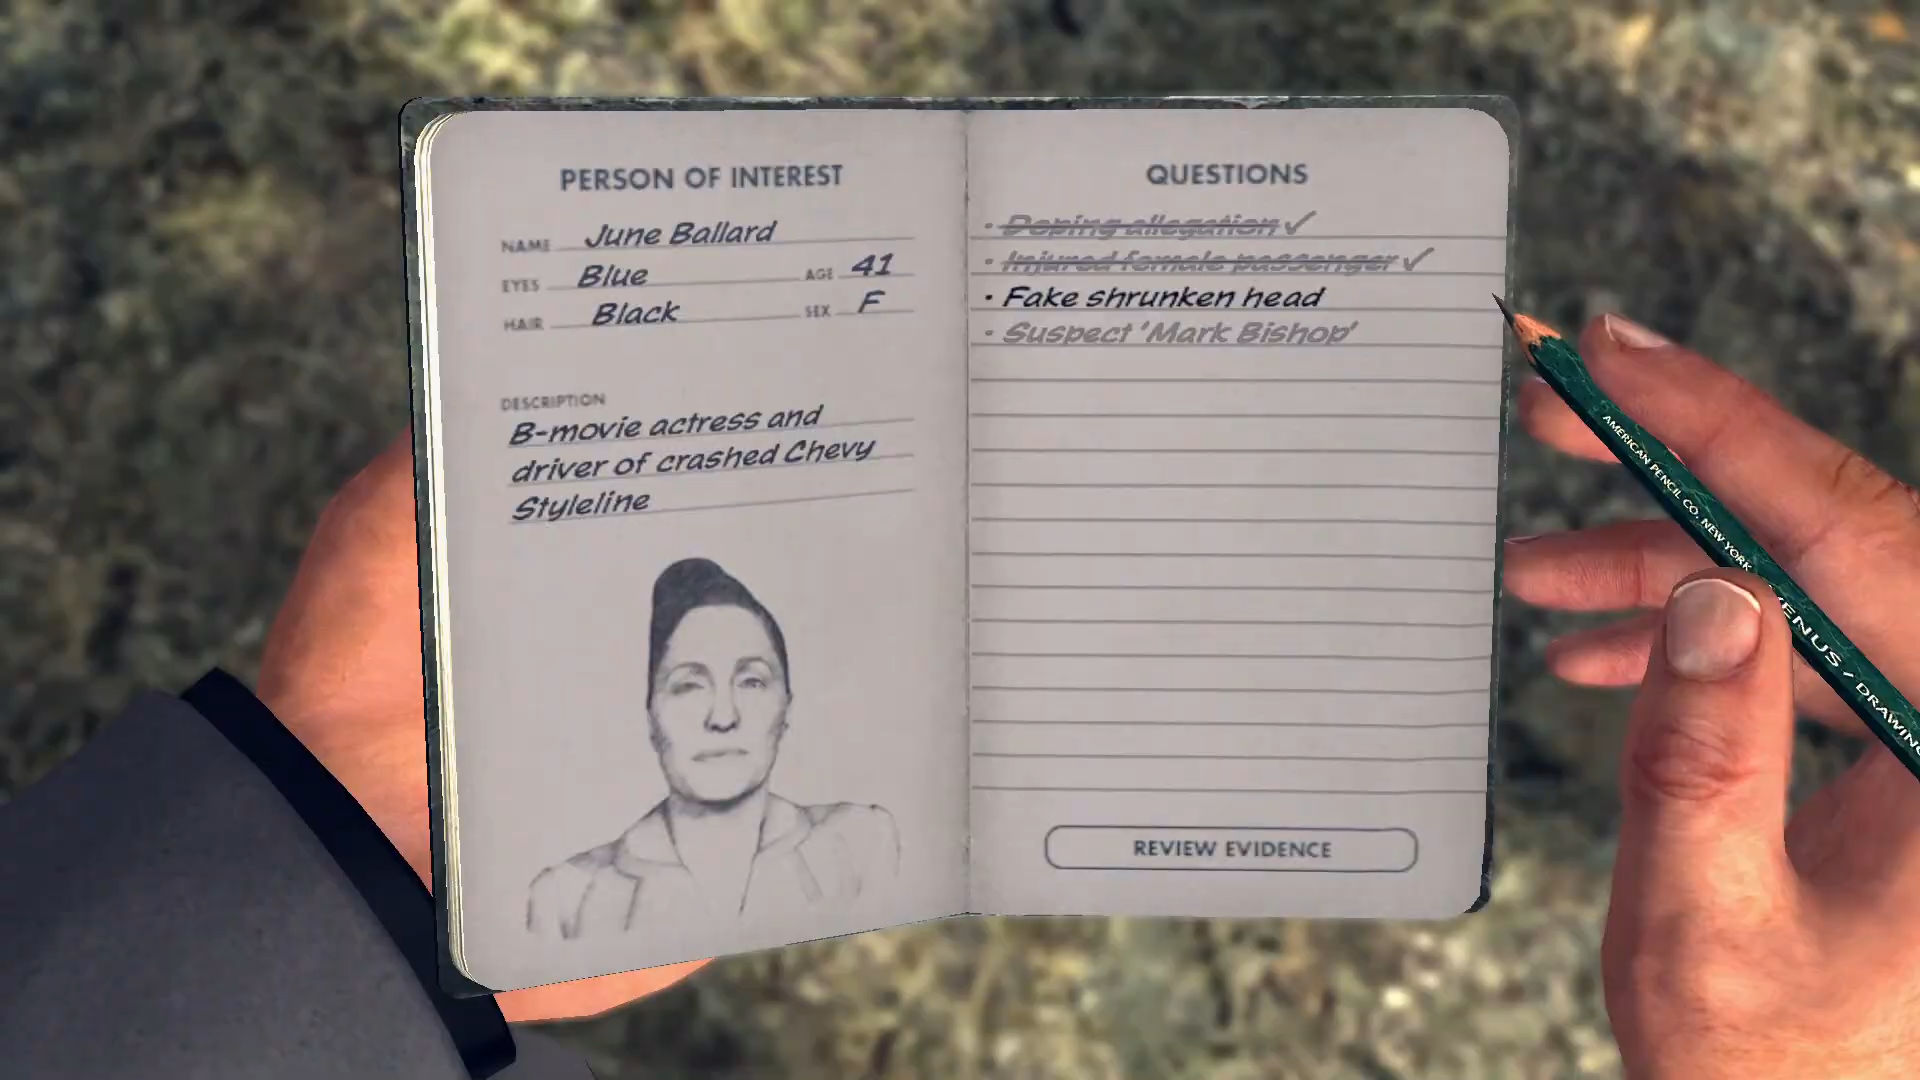 PERSON OF INTEREST
NAME June Ballard
EYES Blue AGE 41
HAIR Black SEX F
DESCRIPTION
B-movie actress and
driver of crashed Chevy
Styleline
QUESTIONS
· Doping allegation ✓
· Injured female passenger ✓
· Fake shrunken head
· Suspect 'Mark Bishop'
REVIEW EVIDENCE
AMERICAN PENCIL CO. NEW YORK VENUS / DRAWING